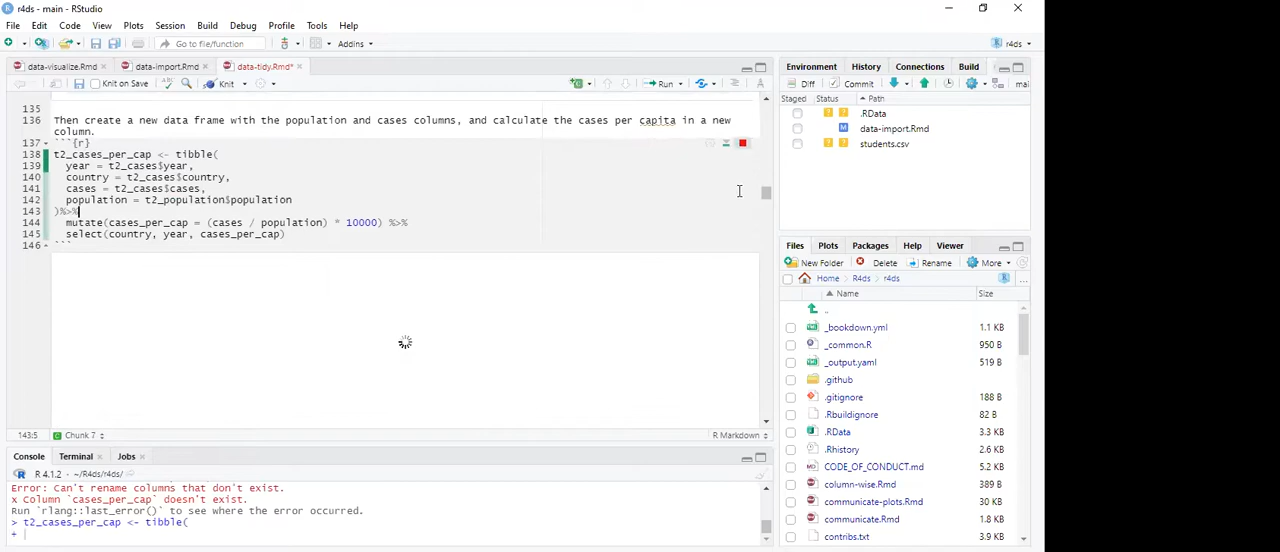 r4ds - main - RStudio
File Edit Code View Plots Session Build Debug Profile Tools Help
Go to file/function Addins r4ds
data-visualize.Rmd data-import.Rmd data-tidy.Rmd*
Knit on Save Knit Run
135
136 Then create a new data frame with the population and cases columns, and calculate the cases per capita in a new
column.
137 ```{r}
138 t2_cases_per_cap <- tibble(
139 year = t2_cases$year,
140 country = t2_cases$country,
141 cases = t2_cases$cases,
142 population = t2_population$population
143 )%>%
144 mutate(cases_per_cap = (cases / population) * 10000) %>%
145 select(country, year, cases_per_cap)
146 ```
143:5 Chunk 7 R Markdown
Console Terminal Jobs
R 4.1.2 · ~/R4ds/r4ds/
Error: Can't rename columns that don't exist.
x Column `cases_per_cap` doesn't exist.
Run `rlang::last_error()` to see where the error occurred.
> t2_cases_per_cap <- tibble(
+
Environment History Connections Build
Diff Commit mai
Staged Status Path
? ? .RData
M data-import.Rmd
? ? students.csv
Files Plots Packages Help Viewer
New Folder Delete Rename More
Home R4ds r4ds ...
Name Size
..
_bookdown.yml 1.1 KB
_common.R 950 B
_output.yaml 519 B
.github
.gitignore 188 B
.Rbuildignore 82 B
.RData 3.3 KB
.Rhistory 2.6 KB
CODE_OF_CONDUCT.md 5.2 KB
column-wise.Rmd 389 B
communicate-plots.Rmd 30 KB
communicate.Rmd 1.8 KB
contribs.txt 3.9 KB